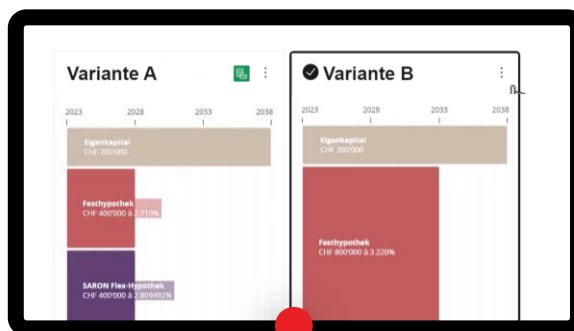 Variante A
2023 2028 2033 2038
Eigenkapital
CHF 200'000
Festhypothek
CHF 400'000 à 2.710%
SARON Flex-Hypothek
CHF 400'000 à 2.809492%
Variante B
2023 2028 2033 2038
Eigenkapital
CHF 200'000
Festhypothek
CHF 800'000 à 3.220%